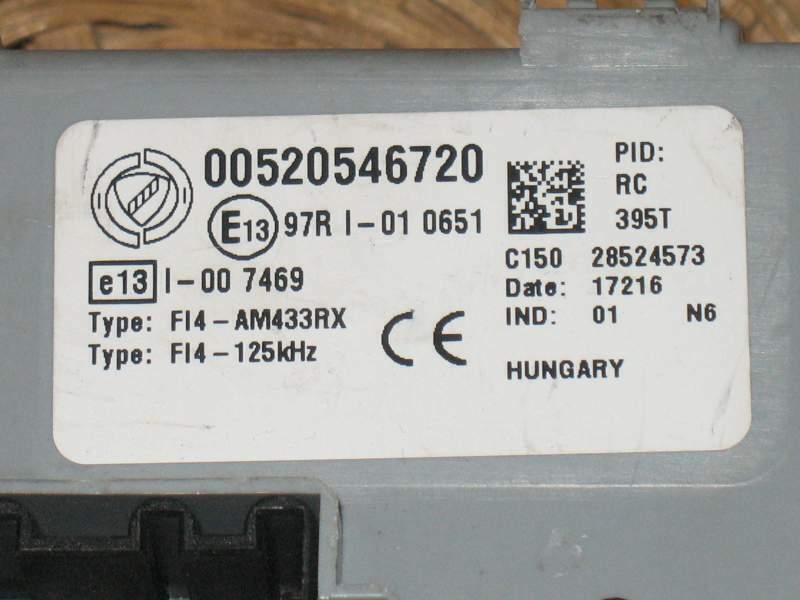 00520546720
E13 97R I-01 0651
e13 I-00 7469
Type: FI4-AM433RX
Type: FI4-125kHz
CE
PID:
RC
395T
C150 28524573
Date: 17216
IND: 01 N6
HUNGARY